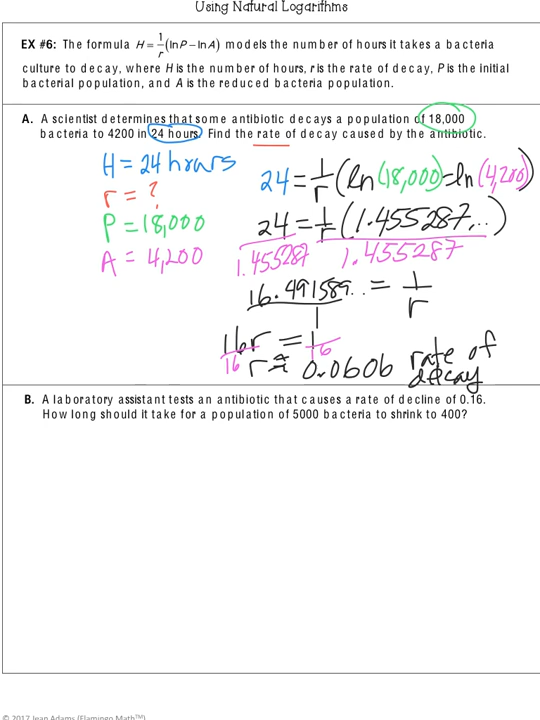 Using Natural Logarithms
EX #6: The formula H = 1/r (ln P − ln A) models the number of hours it takes a bacteria
culture to decay, where H is the number of hours, r is the rate of decay, P is the initial
bacterial population, and A is the reduced bacteria population.
A. A scientist determines that some antibiotic decays a population of 18,000
bacteria to 4200 in 24 hours. Find the rate of decay caused by the antibiotic.
H = 24 hours
r = ?
P = 18,000
A = 4,200
24 = 1/r (ln(18,000) − ln(4,200))
24 = 1/r (1.455287...)
1.455287 1.455287
16.491589.. = 1/r
1
16r = 1
16 16
r ≈ 0.0606 rate of
decay
B. A laboratory assistant tests an antibiotic that causes a rate of decline of 0.16.
How long should it take for a population of 5000 bacteria to shrink to 400?
© 2017 Jean Adams (Flamingo Math™)